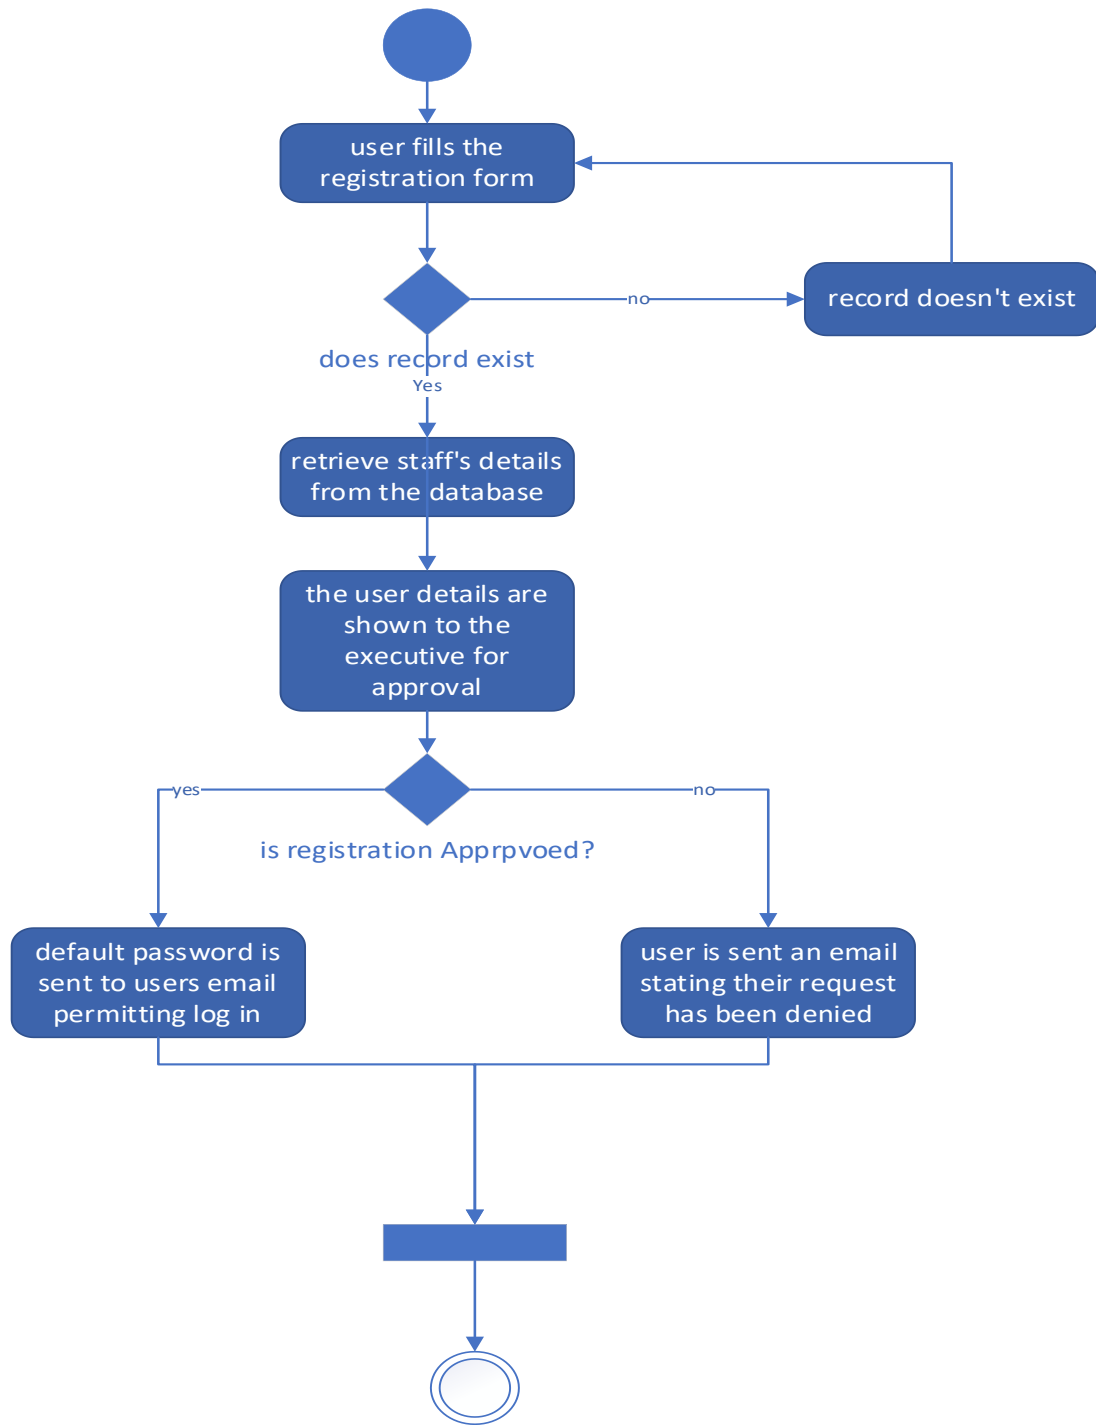 user fills the
registration form
no
record doesn't exist
does record exist
Yes
retrieve staff's details
from the database
the user details are
shown to the
executive for
approval
yes
no
is registration Apprpvoed?
default password is
sent to users email
permitting log in
user is sent an email
stating their request
has been denied